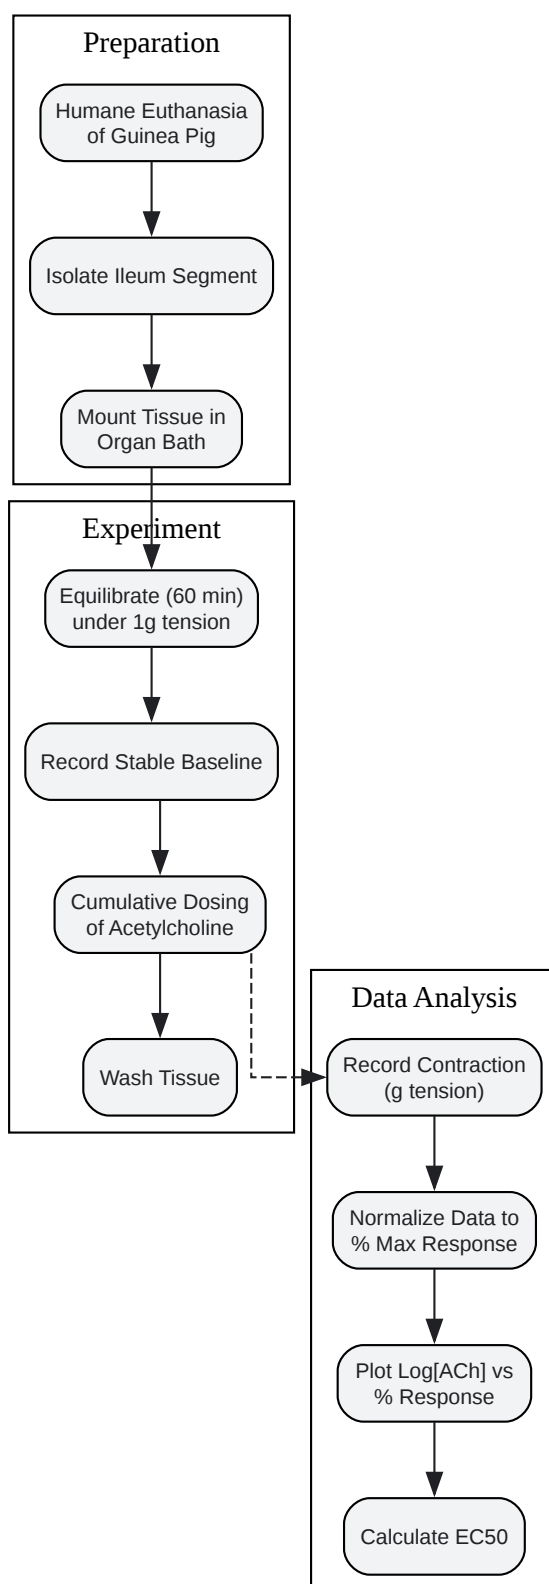 Preparation
Humane Euthanasia
of Guinea Pig
Isolate Ileum Segment
Mount Tissue in
Organ Bath
Experiment
Equilibrate (60 min)
under 1g tension
Record Stable Baseline
Cumulative Dosing
of Acetylcholine
Wash Tissue
Data Analysis
Record Contraction
(g tension)
Normalize Data to
% Max Response
Plot Log[ACh] vs
% Response
Calculate EC50